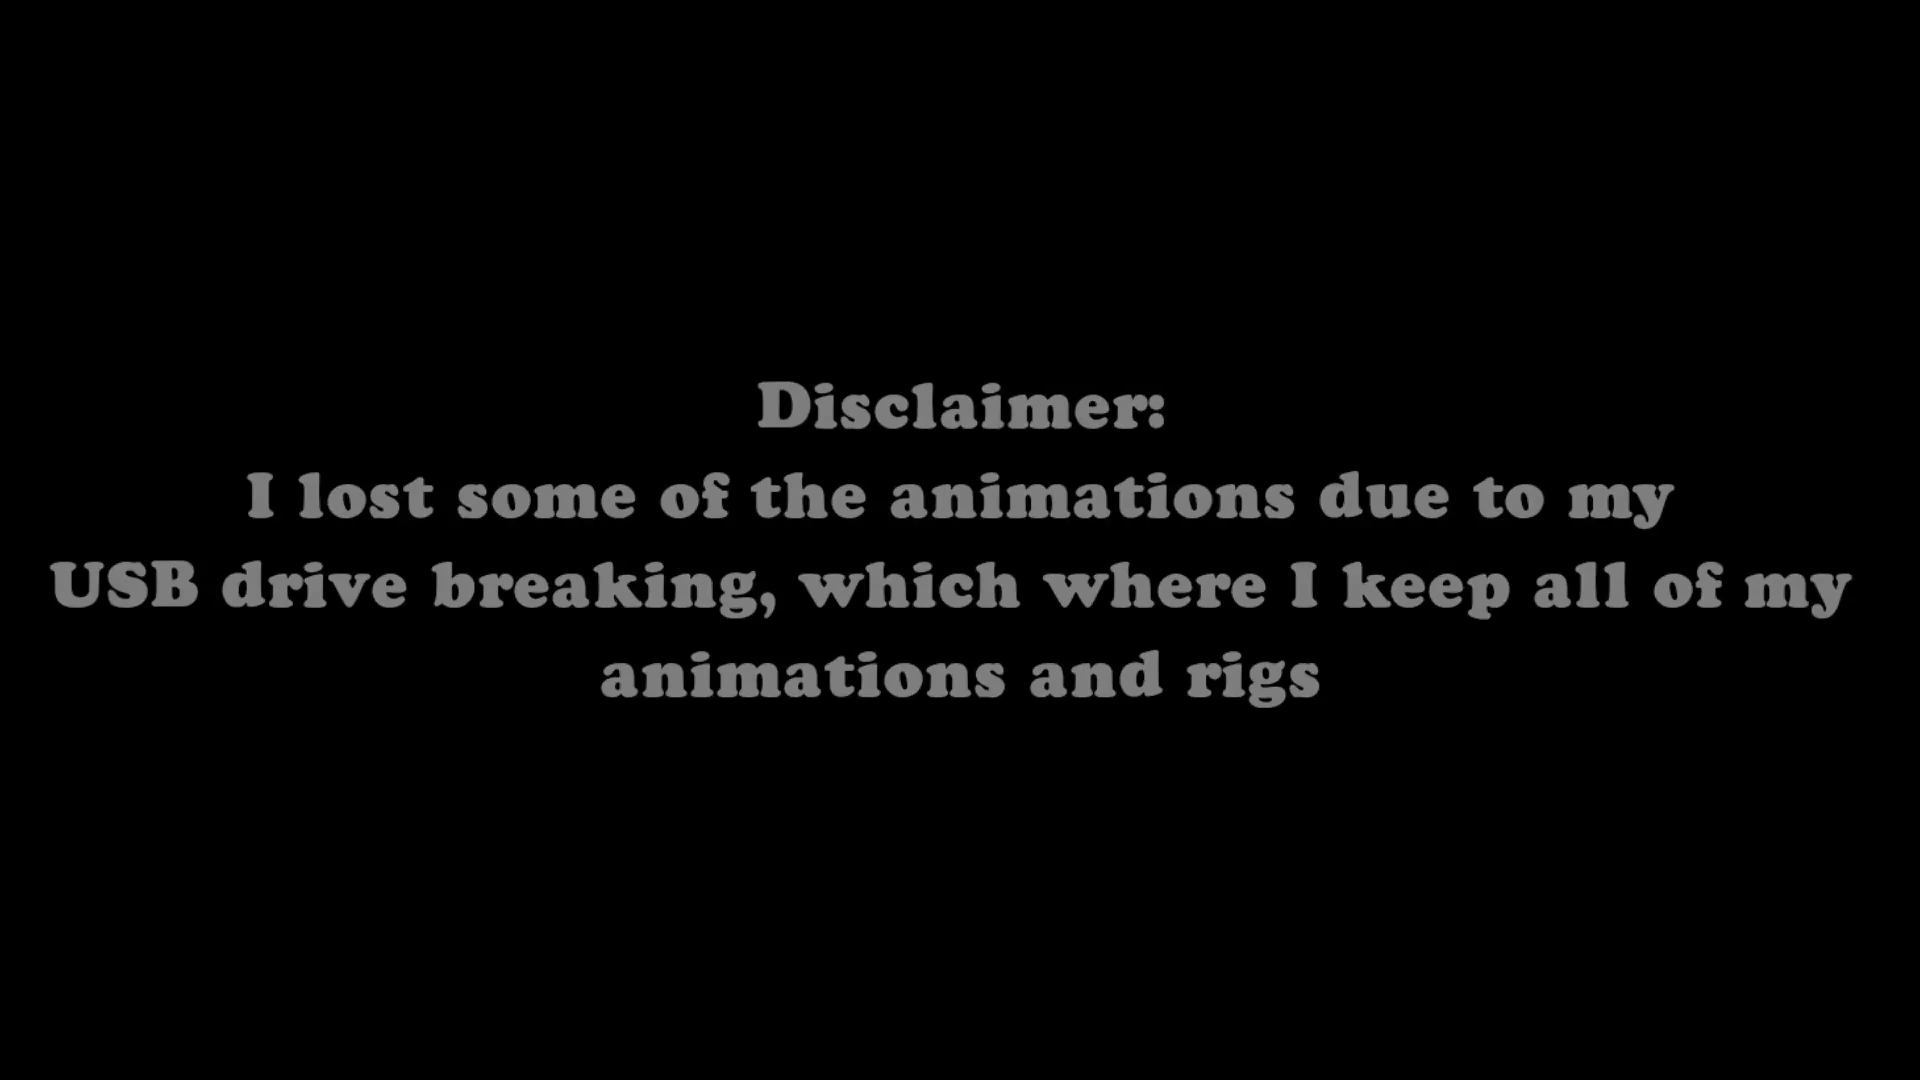 Disclaimer:
I lost some of the animations due to my
USB drive breaking, which where I keep all of my
animations and rigs